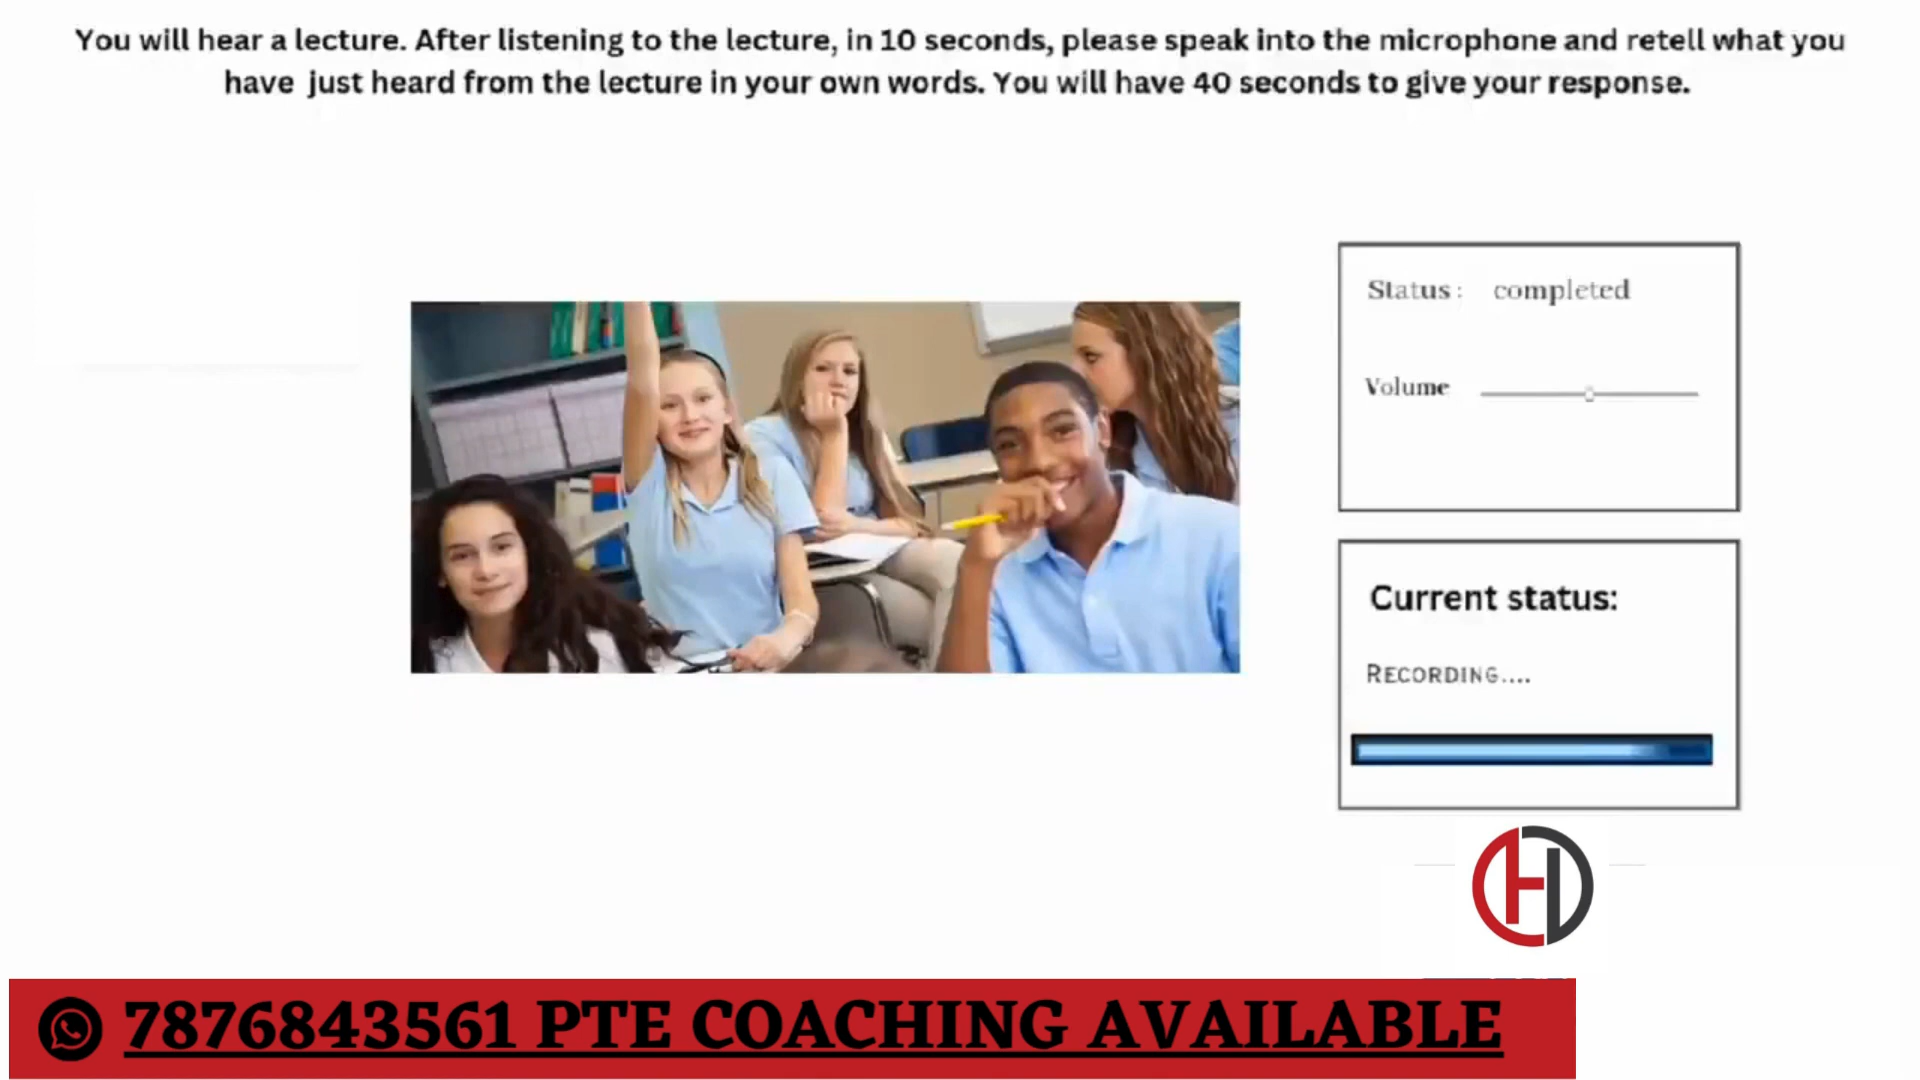 You will hear a lecture. After listening to the lecture, in 10 seconds, please speak into the microphone and retell what you
have just heard from the lecture in your own words. You will have 40 seconds to give your response.
Status: completed
Volume
Current status:
RECORDING....
7876843561 PTE COACHING AVAILABLE